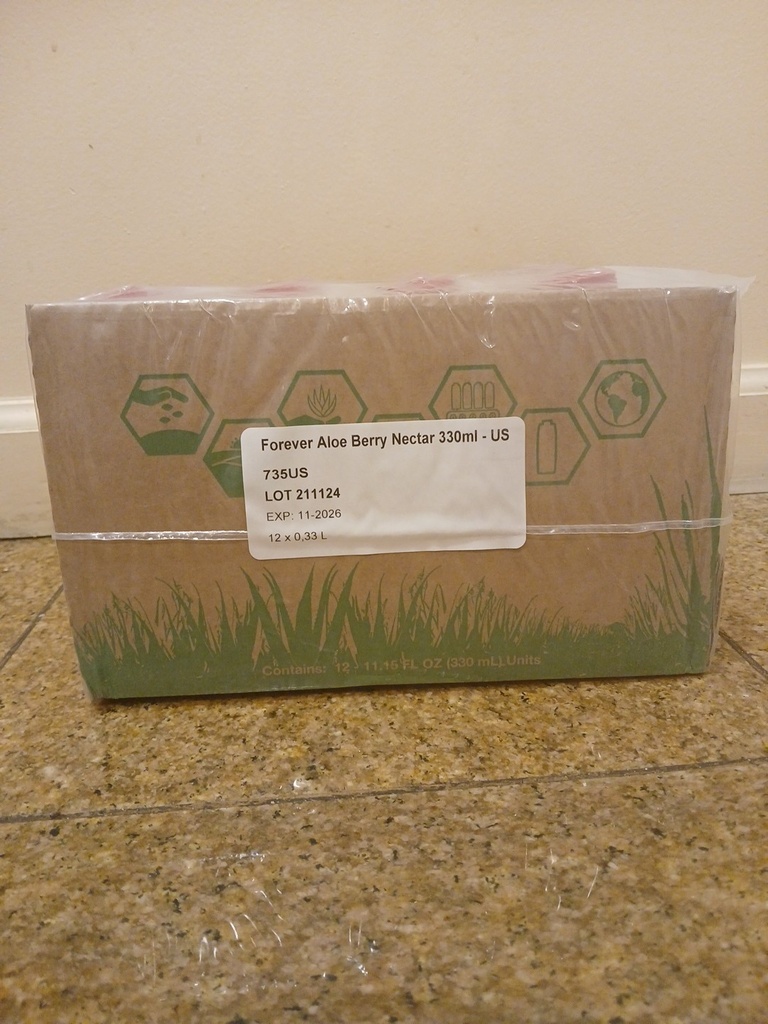 Forever Aloe Berry Nectar 330ml - US
735US
LOT 211124
EXP: 11-2026
12 x 0,33 L
Contains: 12 - 11.15 FL OZ (330 mL) Units